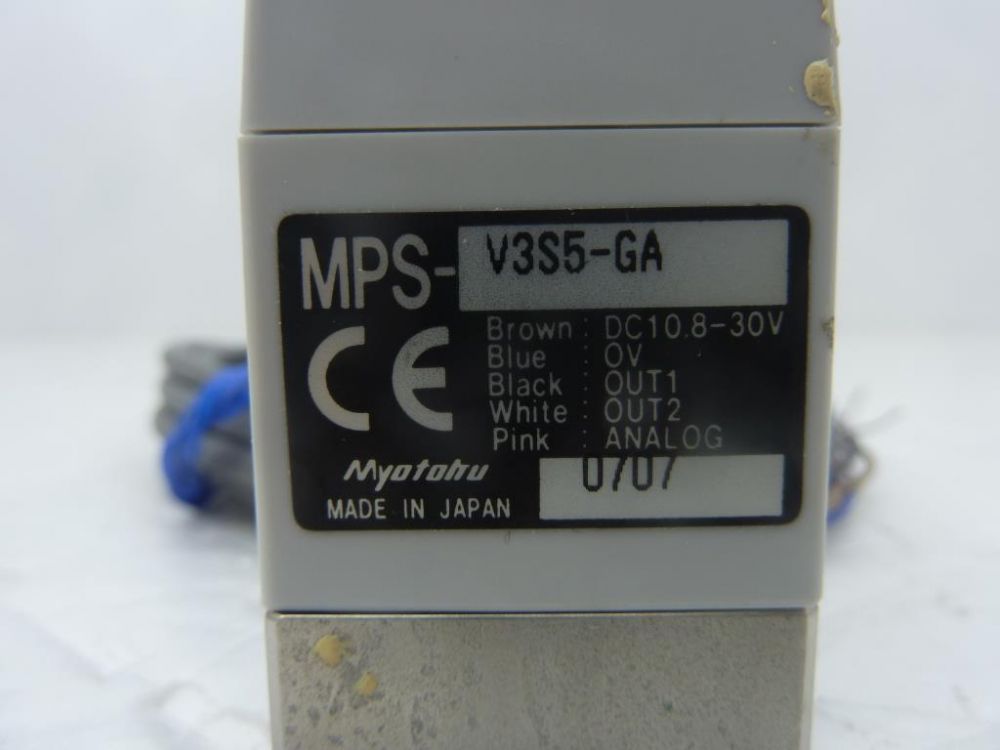 MPS- V3S5-GA
CE
Brown : DC10.8-30V
Blue : 0V
Black : OUT1
White : OUT2
Pink : ANALOG
Myotoku
0707
MADE IN JAPAN